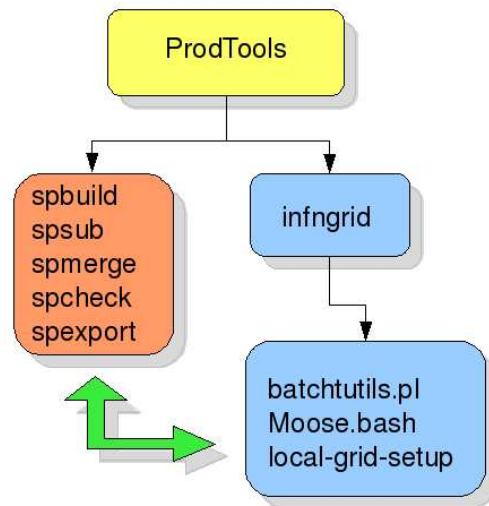 ProdTools
spbuild
spsub
spmerge
spcheck
spexport
infngrid
batchtutils.pl
Moose.bash
local-grid-setup